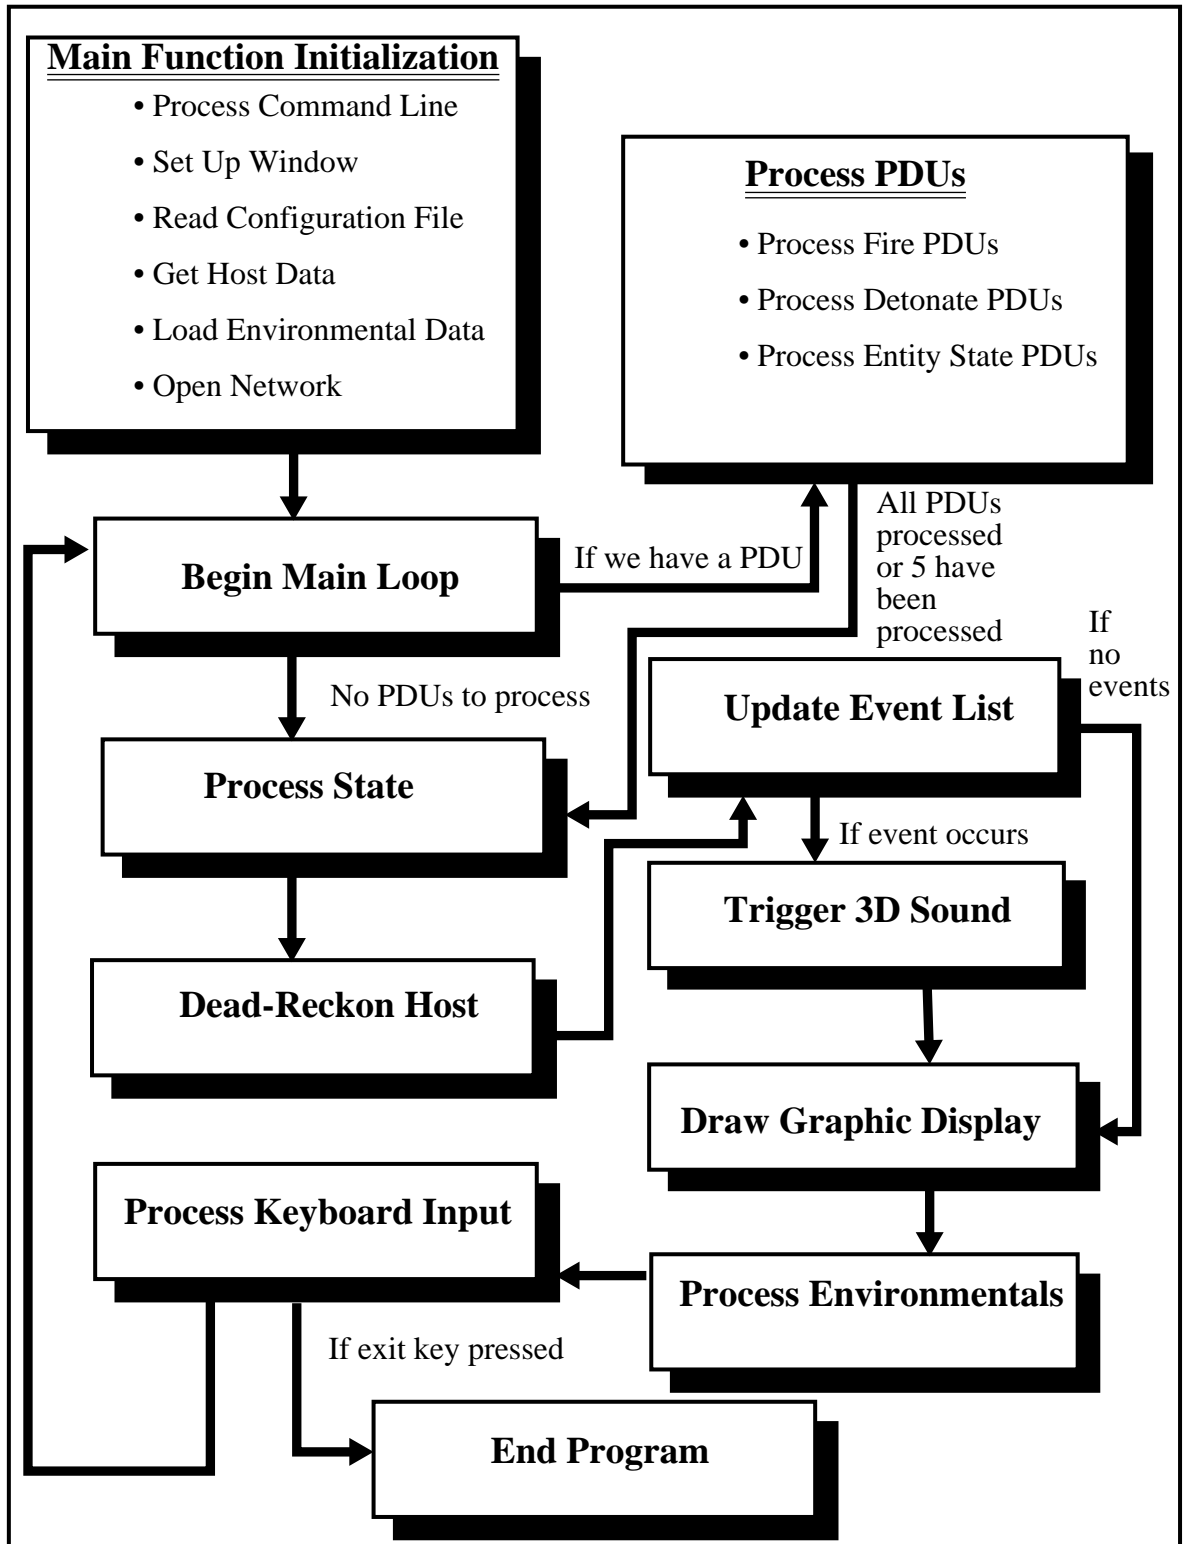 Main Function Initialization
• Process Command Line
• Set Up Window
• Read Configuration File
• Get Host Data
• Load Environmental Data
• Open Network
Process PDUs
• Process Fire PDUs
• Process Detonate PDUs
• Process Entity State PDUs
Begin Main Loop
If we have a PDU
All PDUs
processed
or 5 have
been
processed
No PDUs to process
Process State
Dead-Reckon Host
Update Event List
If
no
events
If event occurs
Trigger 3D Sound
Draw Graphic Display
Process Environmentals
Process Keyboard Input
If exit key pressed
End Program